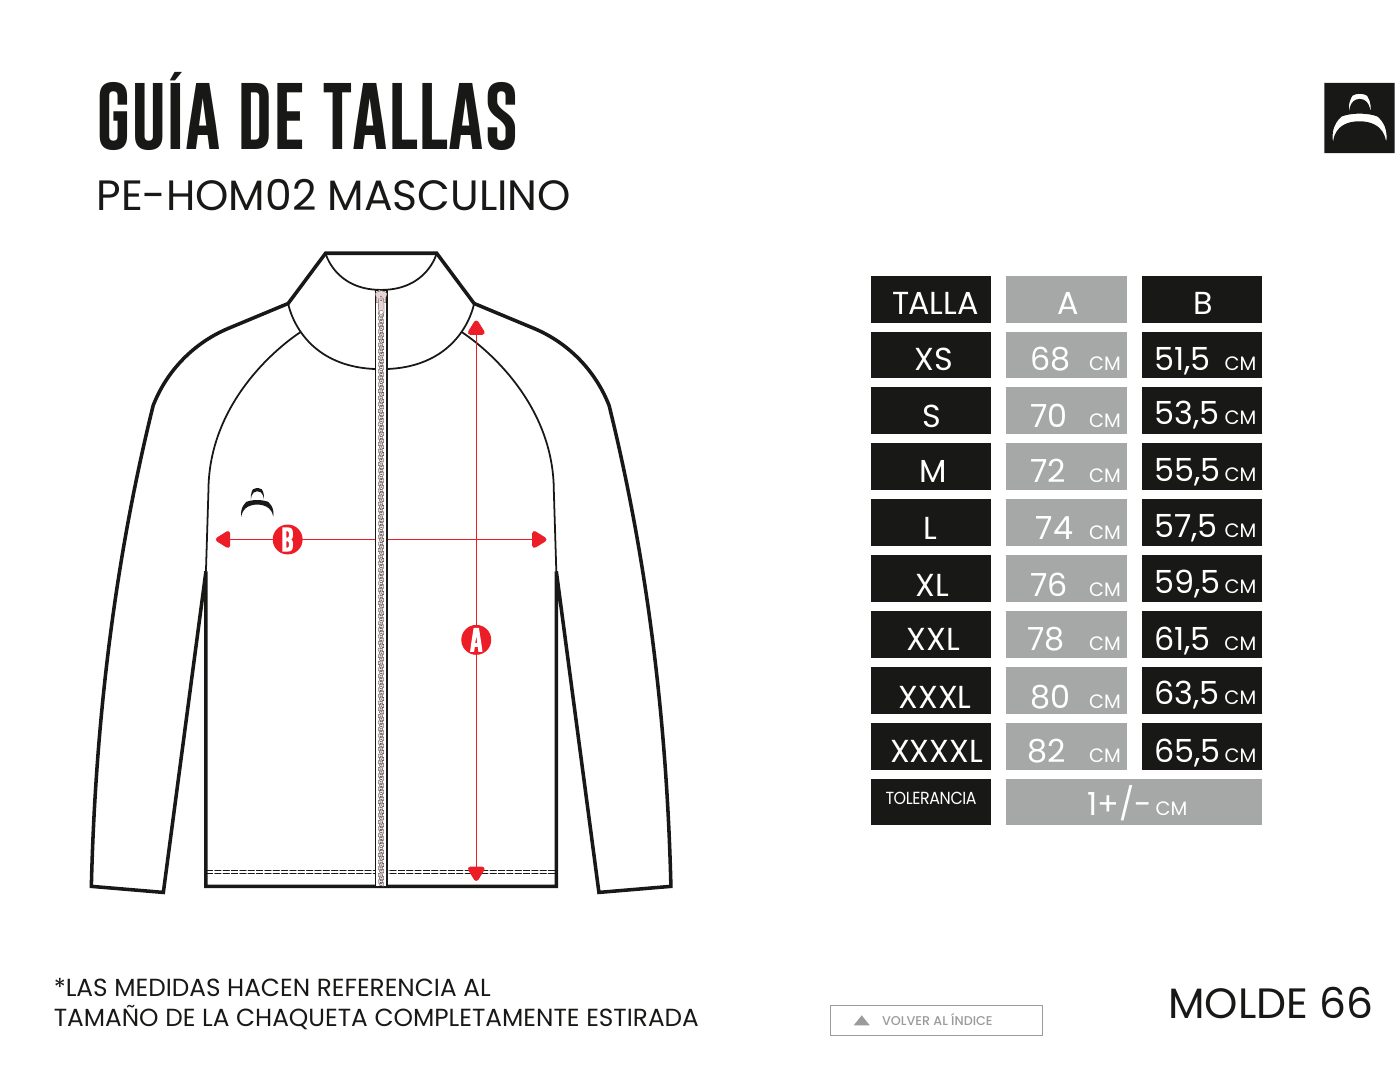 GUÍA DE TALLAS
PE-HOM02 MASCULINO
TALLA A B
XS 68 CM 51,5 CM
S 70 CM 53,5 CM
M 72 CM 55,5 CM
L 74 CM 57,5 CM
XL 76 CM 59,5 CM
XXL 78 CM 61,5 CM
XXXL 80 CM 63,5 CM
XXXXL 82 CM 65,5 CM
TOLERANCIA 1+/- CM
B
A
*LAS MEDIDAS HACEN REFERENCIA AL
TAMAÑO DE LA CHAQUETA COMPLETAMENTE ESTIRADA
VOLVER AL ÍNDICE
MOLDE 66